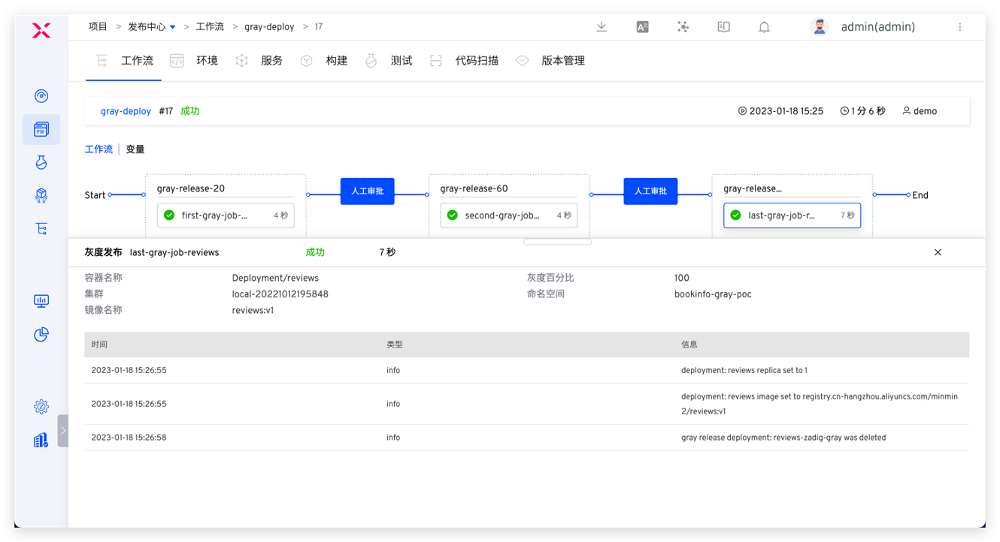 项目 > 发布中心 > 工作流 > gray-deploy > 17
admin(admin)
工作流 环境 服务 构建 测试 代码扫描 版本管理
PM
gray-deploy #17 成功 2023-01-18 15:25 1 分 6 秒 demo
工作流 | 变量
Start
gray-release-20
first-gray-job-... 4 秒
人工审批
gray-release-60
second-gray-job... 4 秒
人工审批
gray-release...
last-gray-job-r... 7 秒
End
灰度发布 last-gray-job-reviews 成功 7 秒
容器名称 Deployment/reviews 灰度百分比 100
集群 local-20221012195848 命名空间 bookinfo-gray-poc
镜像名称 reviews:v1
时间 类型 信息
2023-01-18 15:26:55 info deployment: reviews replica set to 1
2023-01-18 15:26:55 info deployment: reviews image set to registry.cn-hangzhou.aliyuncs.com/minmin
2/reviews:v1
2023-01-18 15:26:58 info gray release deployment: reviews-zadig-gray was deleted